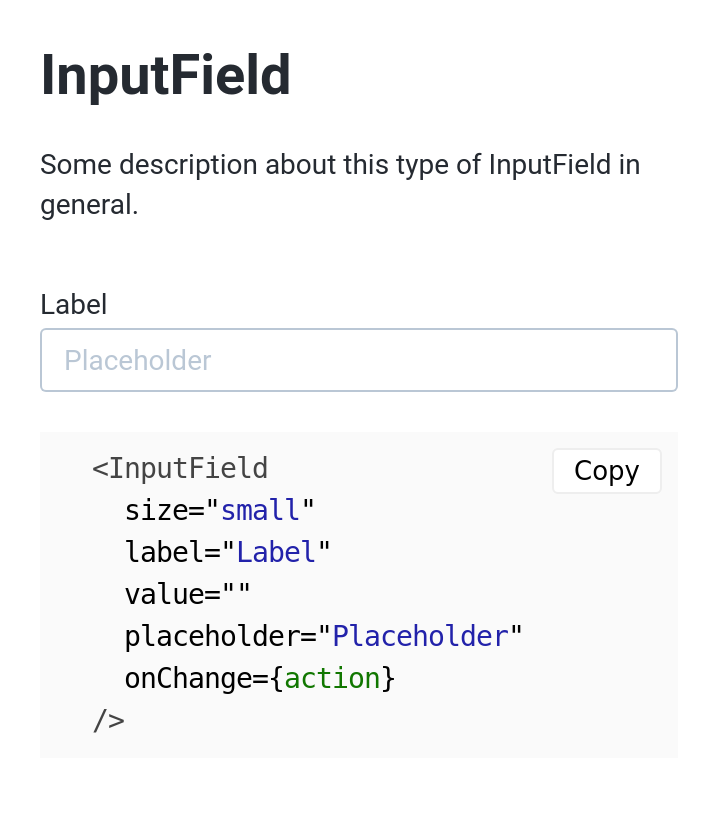 InputField
Some description about this type of InputField in
general.
Label
Placeholder
<InputField
Copy
size="small"
label="Label"
value=""
placeholder="Placeholder"
onChange={action}
/>